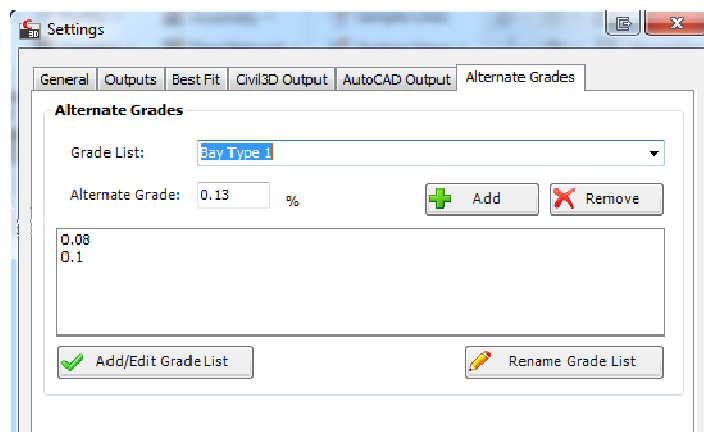 Settings
General Outputs Best Fit Civil3D Output AutoCAD Output Alternate Grades
Alternate Grades
Grade List: Bay Type 1
Alternate Grade: 0.13 % Add Remove
0.08
0.1
Add/Edit Grade List Rename Grade List